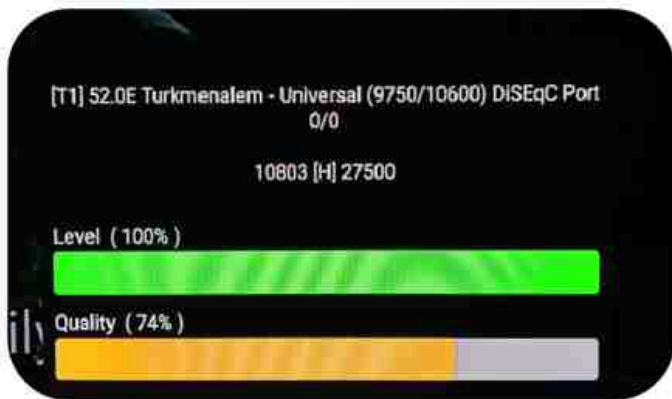 [T1] 52.0E Turkmenalem - Universal (9750/10600) DiSEqC Port
0/0
10803 [H] 27500
Level ( 100% )
Quality ( 74% )